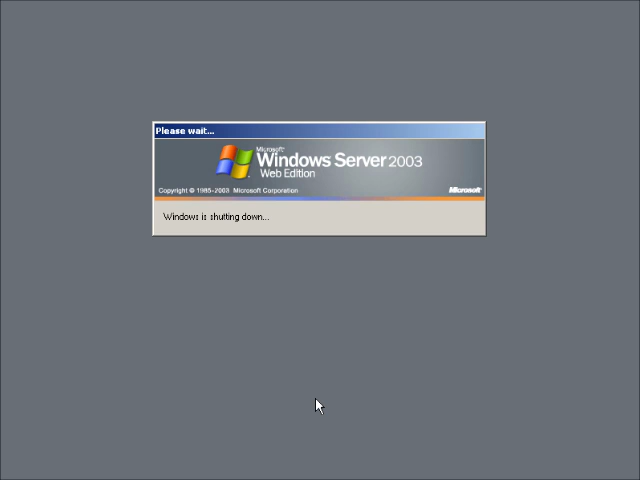 Please wait...
Microsoft®
Windows Server 2003
Web Edition
Copyright © 1985-2003 Microsoft Corporation
Microsoft
Windows is shutting down...